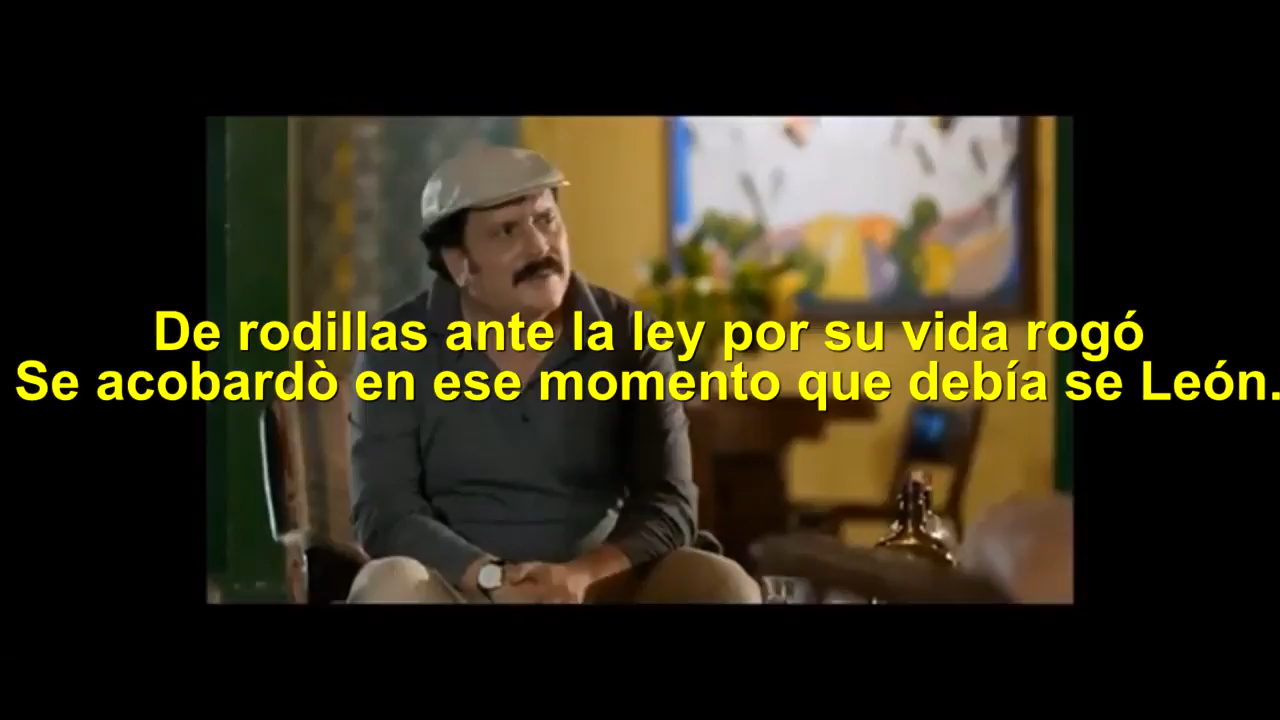 De rodillas ante la ley por su vida rogó
Se acobardò en ese momento que debía se León.